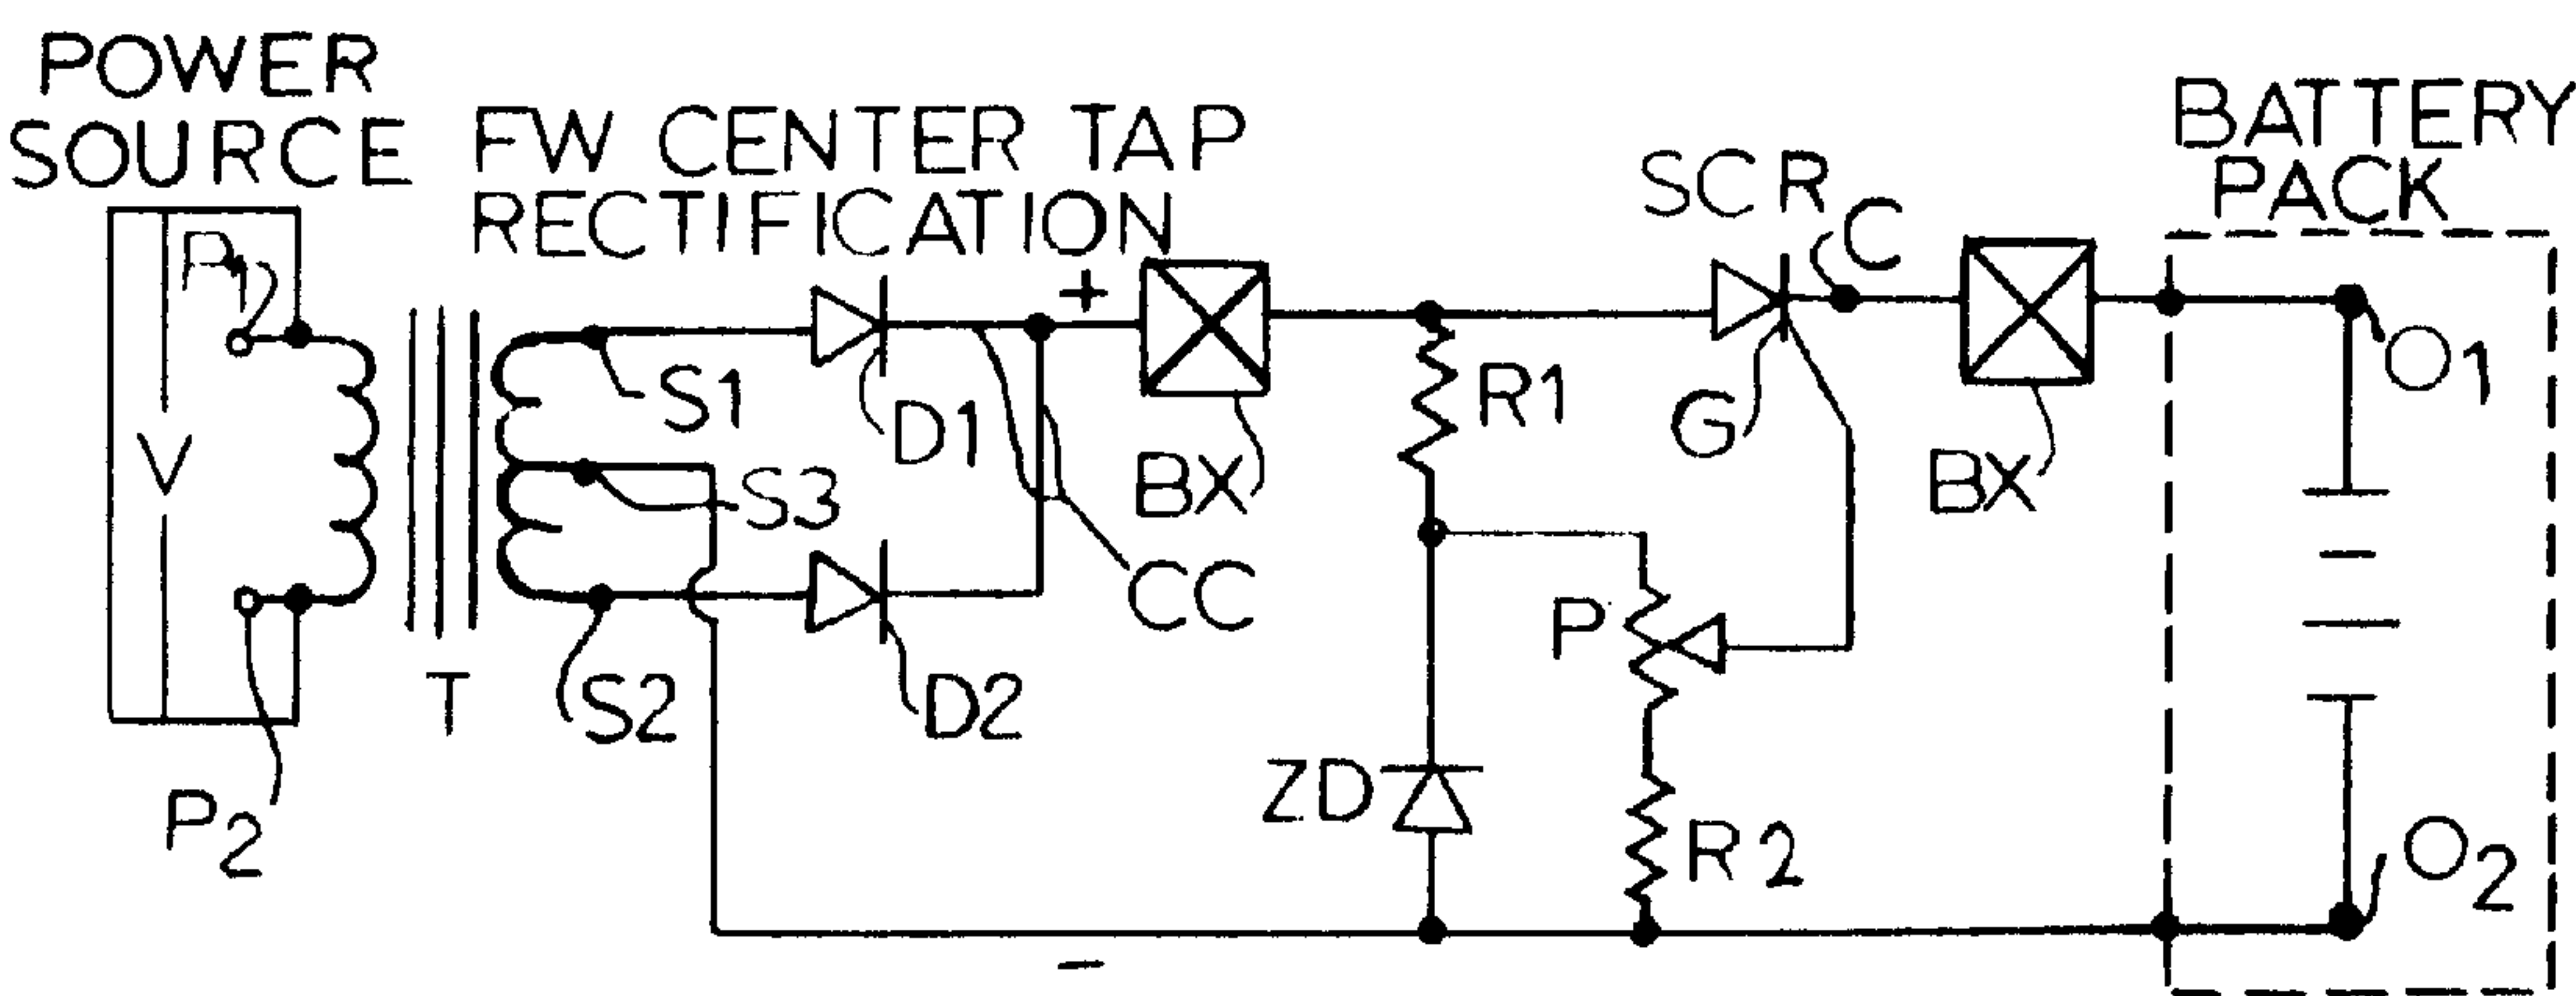 POWER
SOURCE
FW CENTER TAP
RECTIFICATION
SCR
C
BATTERY
PACK
P1
+
S1
D1
R1
G
O1
V
S3
BX
BX
CC
P
T
S2
D2
ZD
P2
R2
O2
-